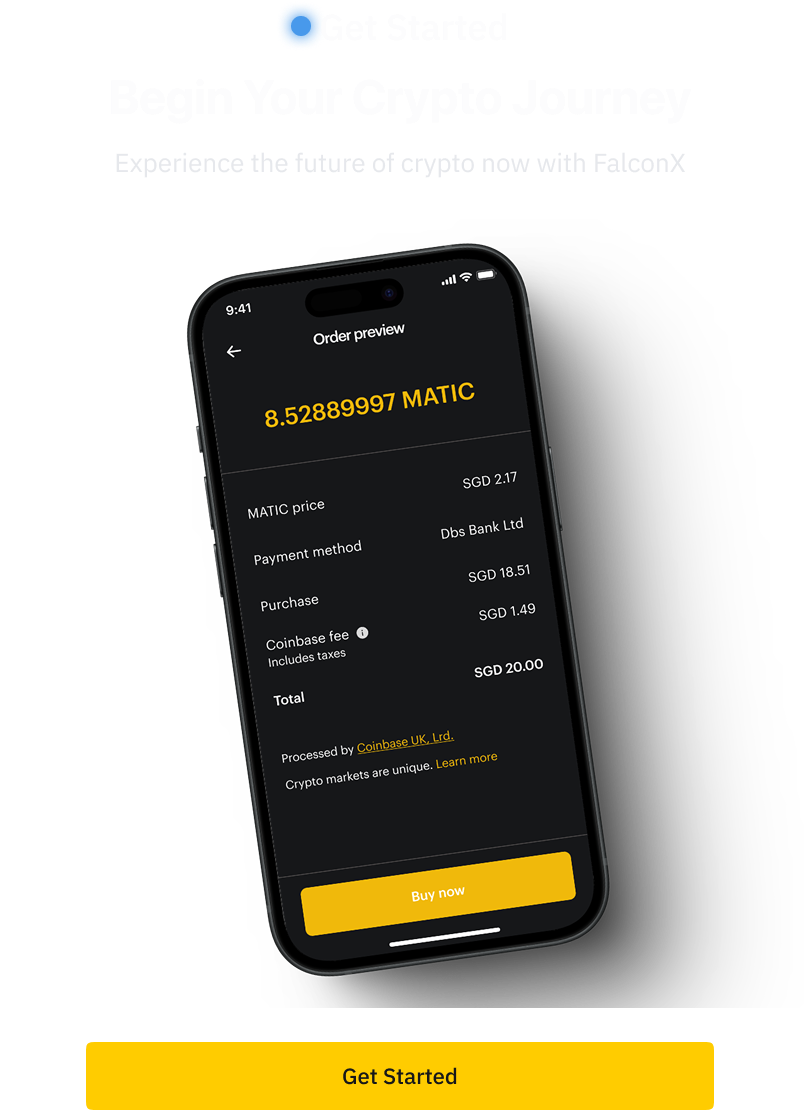 Get Started
Begin Your Crypto Journey
Experience the future of crypto now with FalconX
9:41
Order preview
8.52889997 MATIC
MATIC price SGD 2.17
Payment method Dbs Bank Ltd
Purchase SGD 18.51
Coinbase fee SGD 1.49
Includes taxes
Total SGD 20.00
Processed by Coinbase UK, Lrd.
Crypto markets are unique. Learn more
Buy now
Get Started